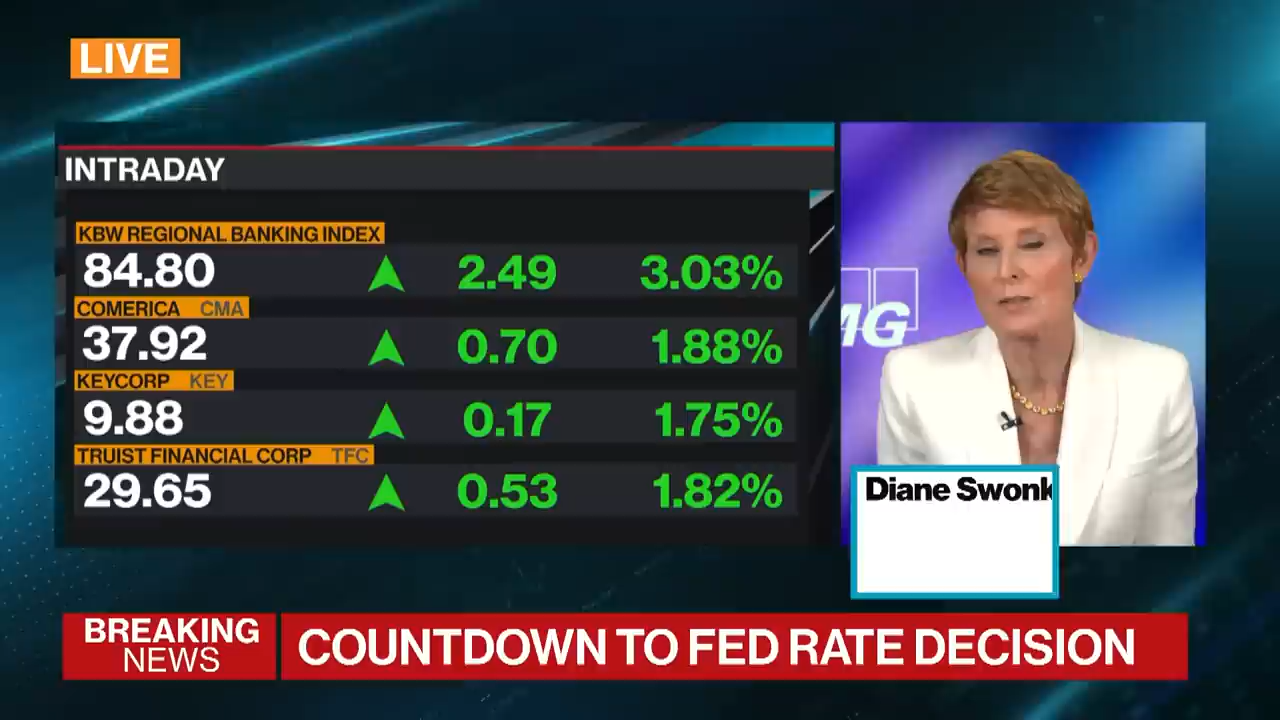 LIVE
INTRADAY
KBW REGIONAL BANKING INDEX
84.80 2.49 3.03%
COMERICA CMA
37.92 0.70 1.88%
KEYCORP KEY
9.88 0.17 1.75%
TRUIST FINANCIAL CORP TFC
29.65 0.53 1.82%
Diane Swonk
BREAKING
NEWS
COUNTDOWN TO FED RATE DECISION